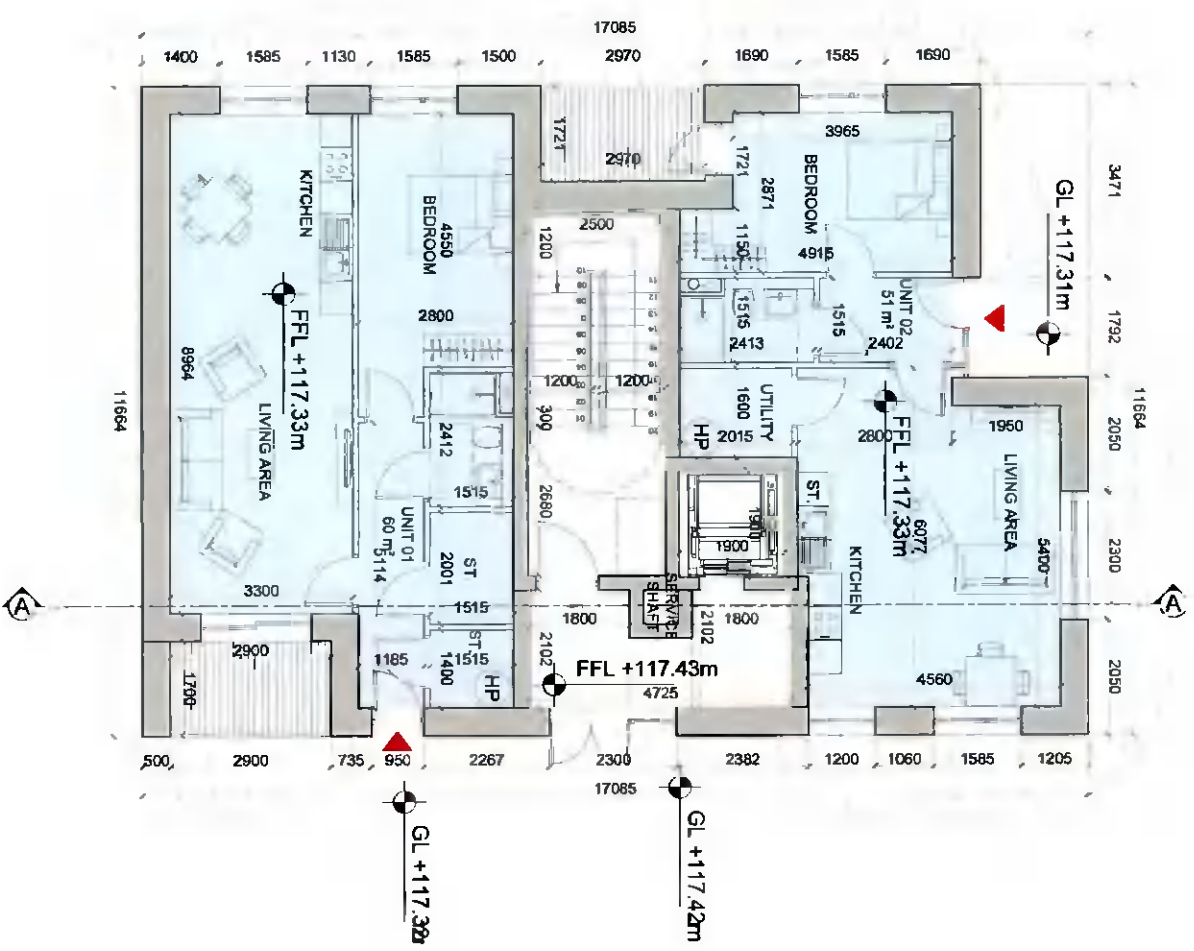 17085
1400 1585 1130 1585 1500 2970 1690 1585 1690
1721
2970
1721
3965
3471
GL +117.31m
KITCHEN
BEDROOM
4550
2871
BEDROOM
2500
1200
1150
4915
FFL +117.33m
2800
1515
2413
1515
UNIT 02
51 m²
2402
1792
8964
11664
11664
1200 1200
309
1600
UTILITY
HP
2015
2800
FFL +117.33m
1950
2050
LIVING AREA
LIVING AREA
2412
1515
2680
ST.
6077
5400
1900
1900
2300
UNIT 01
60 m²
5114
ST
2001
1515
KITCHEN
3300
A
A
1800
SERVICE
SHAFT
2102
1800
2900
1700
1185
ST.
1515
1400
HP
2102
FFL +117.43m
4725
4560
2050
500 2900 735 950 2267 2300 2382 1200 1060 1585 1205
17085
GL +117.32m
GL +117.42m